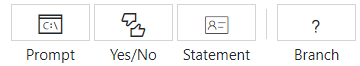 C:\ ?
Prompt Yes/No Statement Branch